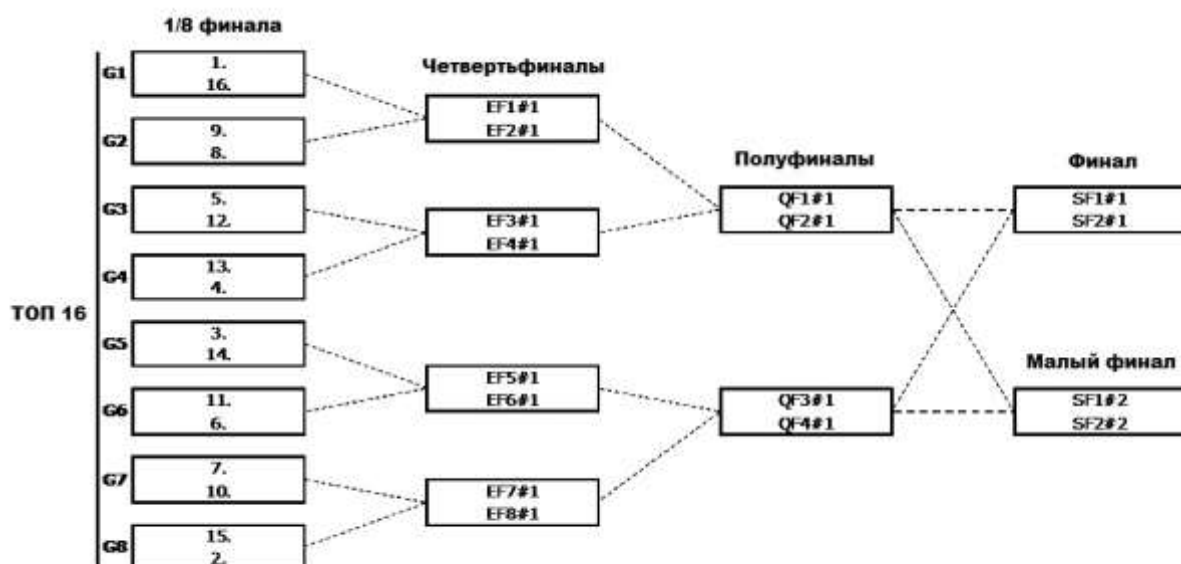 1/8 финала
G1
1.
16.
G2
9.
8.
G3
5.
12.
G4
13.
4.
ТОП 16
G5
3.
14.
G6
11.
6.
G7
7.
10.
G8
15.
2.
Четвертьфиналы
EF1#1
EF2#1
EF3#1
EF4#1
EF5#1
EF6#1
EF7#1
EF8#1
Полуфиналы
QF1#1
QF2#1
QF3#1
QF4#1
Финал
SF1#1
SF2#1
Малый финал
SF1#2
SF2#2